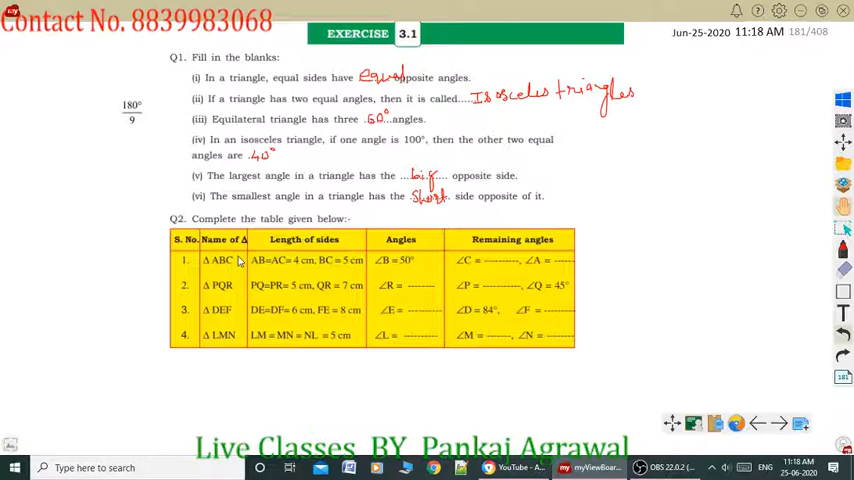 Contact No. 8839983068
EXERCISE 3.1
Jun-25-2020 11:18 AM 181/408
Q1. Fill in the blanks:
(i) In a triangle, equal sides have equal opposite angles.
(ii) If a triangle has two equal angles, then it is called..... Isosceles triangles
180°
9
(iii) Equilateral triangle has three .60°...angles.
(iv) In an isosceles triangle, if one angle is 100°, then the other two equal
angles are .40°
(v) The largest angle in a triangle has the ...big.... opposite side.
(vi) The smallest angle in a triangle has the .short.. side opposite of it.
Q2. Complete the table given below:-
S. No. Name of Δ Length of sides Angles Remaining angles
1. Δ ABC AB=AC= 4 cm, BC = 5 cm ∠B = 50° ∠C = ----------, ∠A = ------
2. Δ PQR PQ=PR= 5 cm, QR = 7 cm ∠R = -------- ∠P = ----------, ∠Q = 45°
3. Δ DEF DE=DF= 6 cm, FE = 8 cm ∠E = ---------- ∠D = 84°, ∠F = ----------
4. Δ LMN LM = MN = NL = 5 cm ∠L = ---------- ∠M = -------, ∠N = --------
Live Classes BY Pankaj Agrawal
Type here to search
YouTube - A...
myViewBoard...
OBS 22.0.2 (...
ENG
11:18 AM
25-06-2020
181